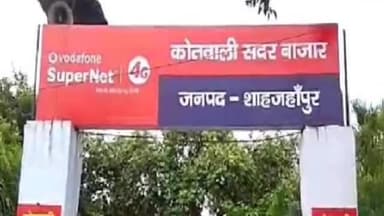 vodafone
SuperNet 4G
कोतवाली सदर बाजार
जनपद - शाहजहाँपुर